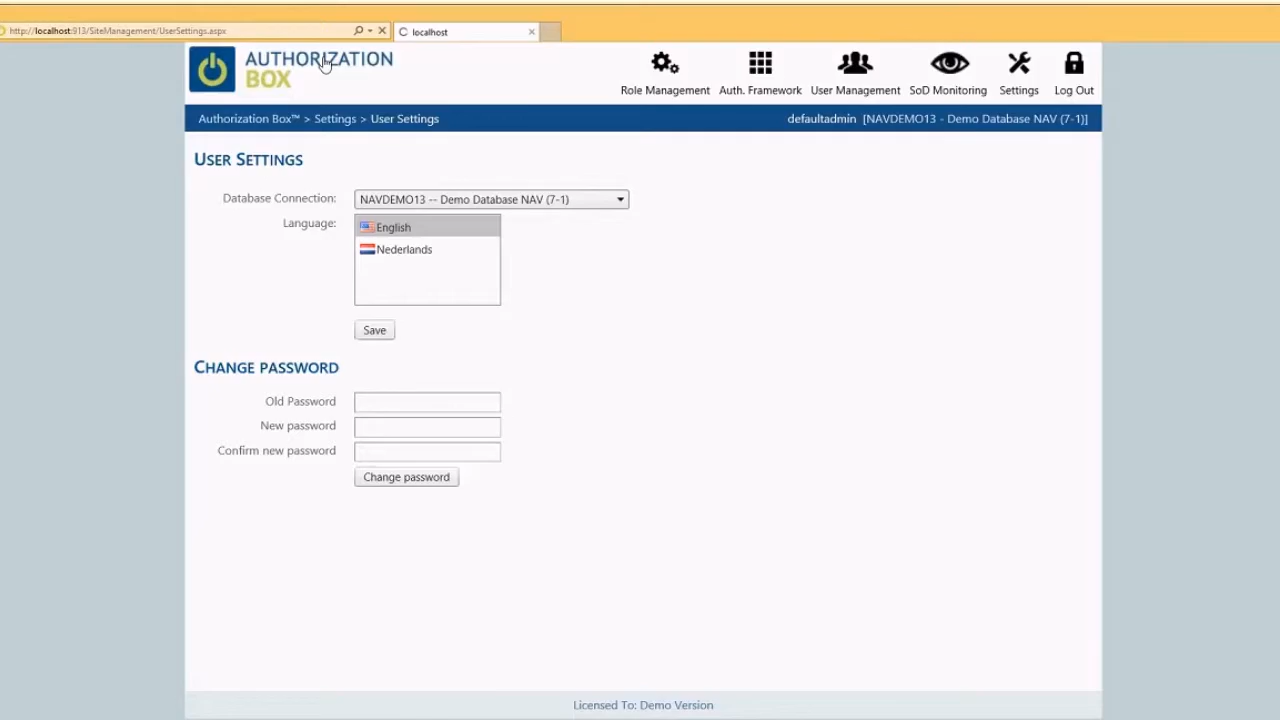 http://localhost:913/SiteManagement/UserSettings.aspx
localhost
AUTHORIZATION
BOX
Role Management
Auth. Framework
User Management
SoD Monitoring
Settings
Log Out
Authorization Box™ > Settings > User Settings
defaultadmin [NAVDEMO13 - Demo Database NAV (7-1)]
USER SETTINGS
Database Connection:
NAVDEMO13 -- Demo Database NAV (7-1)
Language:
English
Nederlands
Save
CHANGE PASSWORD
Old Password
New password
Confirm new password
Change password
Licensed To: Demo Version